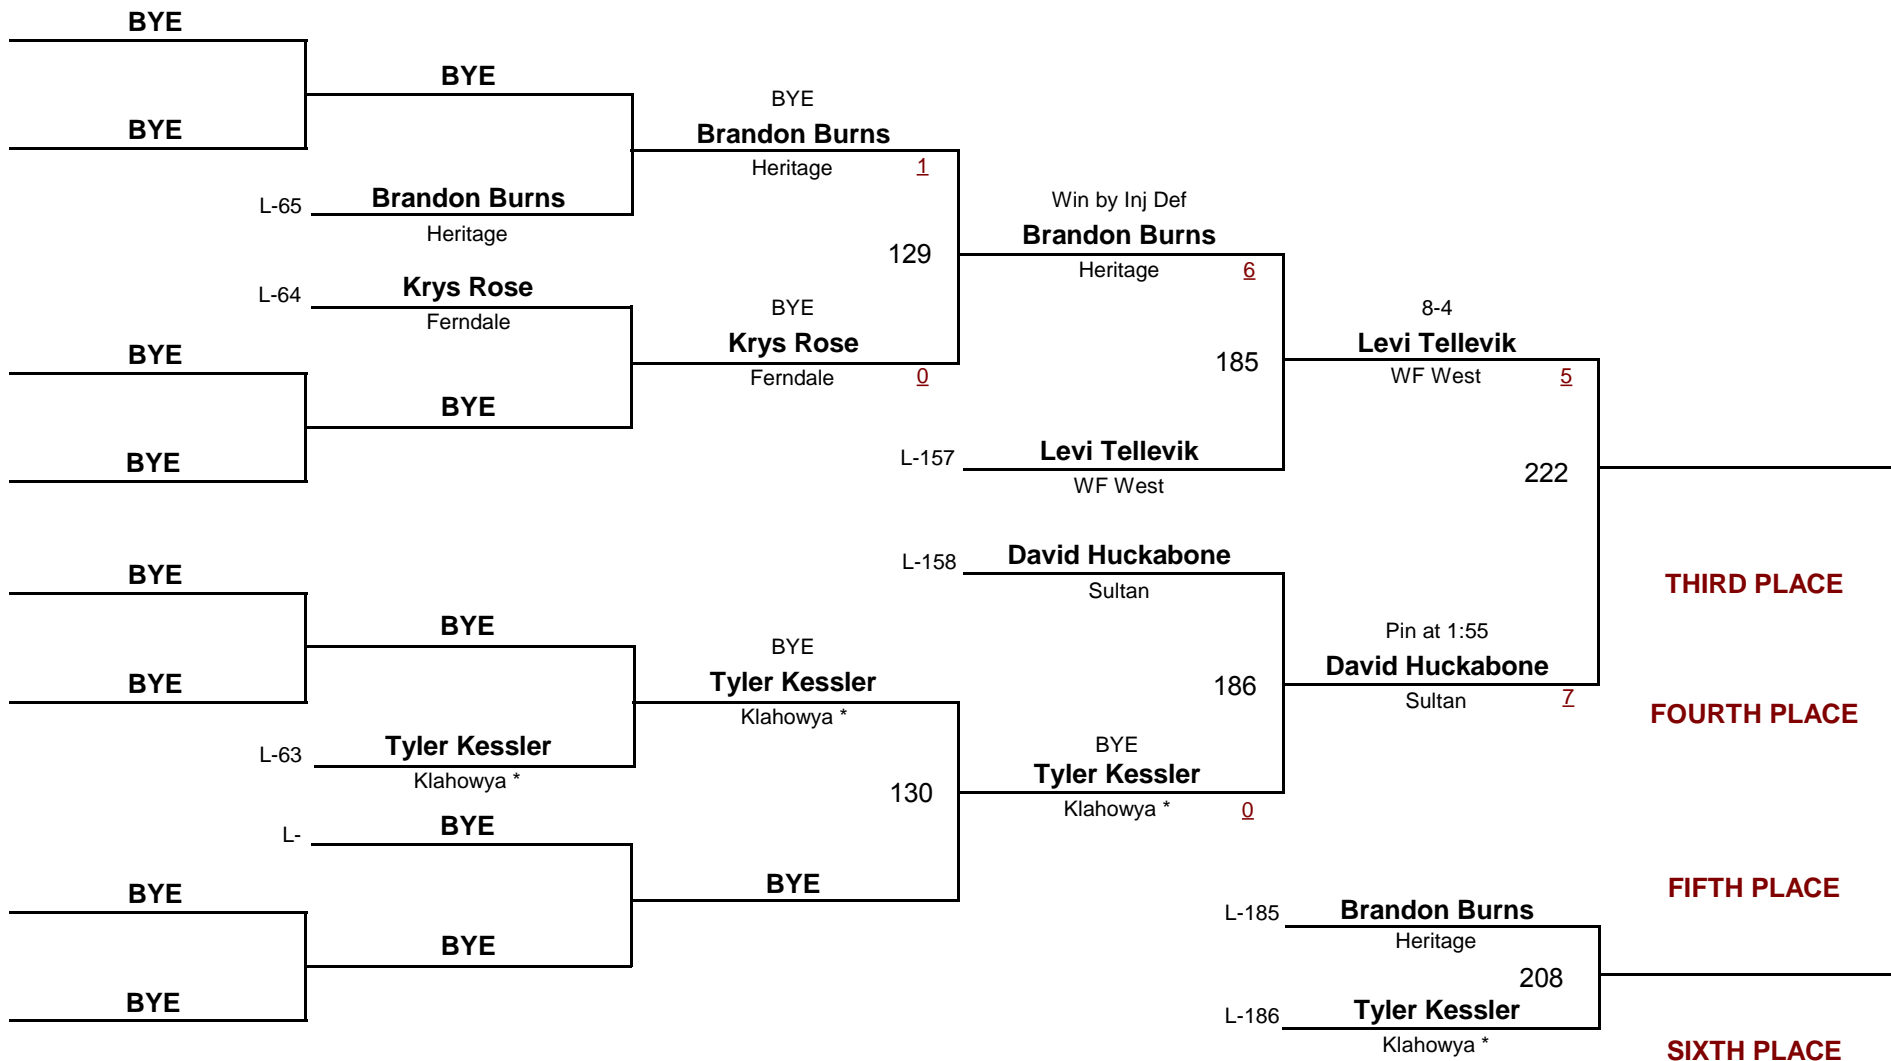 BYE
BYE
BYE
BYE
Brandon Burns
Heritage 1
L-65 Brandon Burns
Heritage
129
Win by Inj Def
Brandon Burns
Heritage 6
L-64 Krys Rose
Ferndale
BYE
Krys Rose
Ferndale 0
BYE
BYE
BYE
185
8-4
Levi Tellevik
WF West 5
L-157 Levi Tellevik
WF West
222
L-158 David Huckabone
Sultan
THIRD PLACE
BYE
BYE
BYE
BYE
Tyler Kessler
Klahowya *
L-63 Tyler Kessler
Klahowya *
186
Pin at 1:55
David Huckabone
Sultan 7
FOURTH PLACE
130
BYE
Tyler Kessler
Klahowya * 0
L- BYE
BYE
BYE
BYE
BYE
FIFTH PLACE
L-185 Brandon Burns
Heritage
208
L-186 Tyler Kessler
Klahowya *
SIXTH PLACE